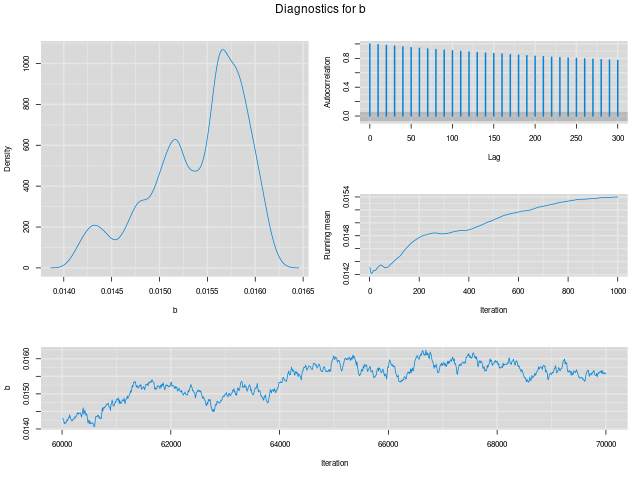 Diagnostics for b
Density
0 200 400 600 800 1000
0.0140 0.0145 0.0150 0.0155 0.0160 0.0165
b
Autocorrelation
0.0 0.4 0.8
0 50 100 150 200 250 300
Lag
Running mean
0.0142 0.0148 0.0154
0 200 400 600 800 1000
Iteration
b
0.0140 0.0150 0.0160
60000 62000 64000 66000 68000 70000
Iteration